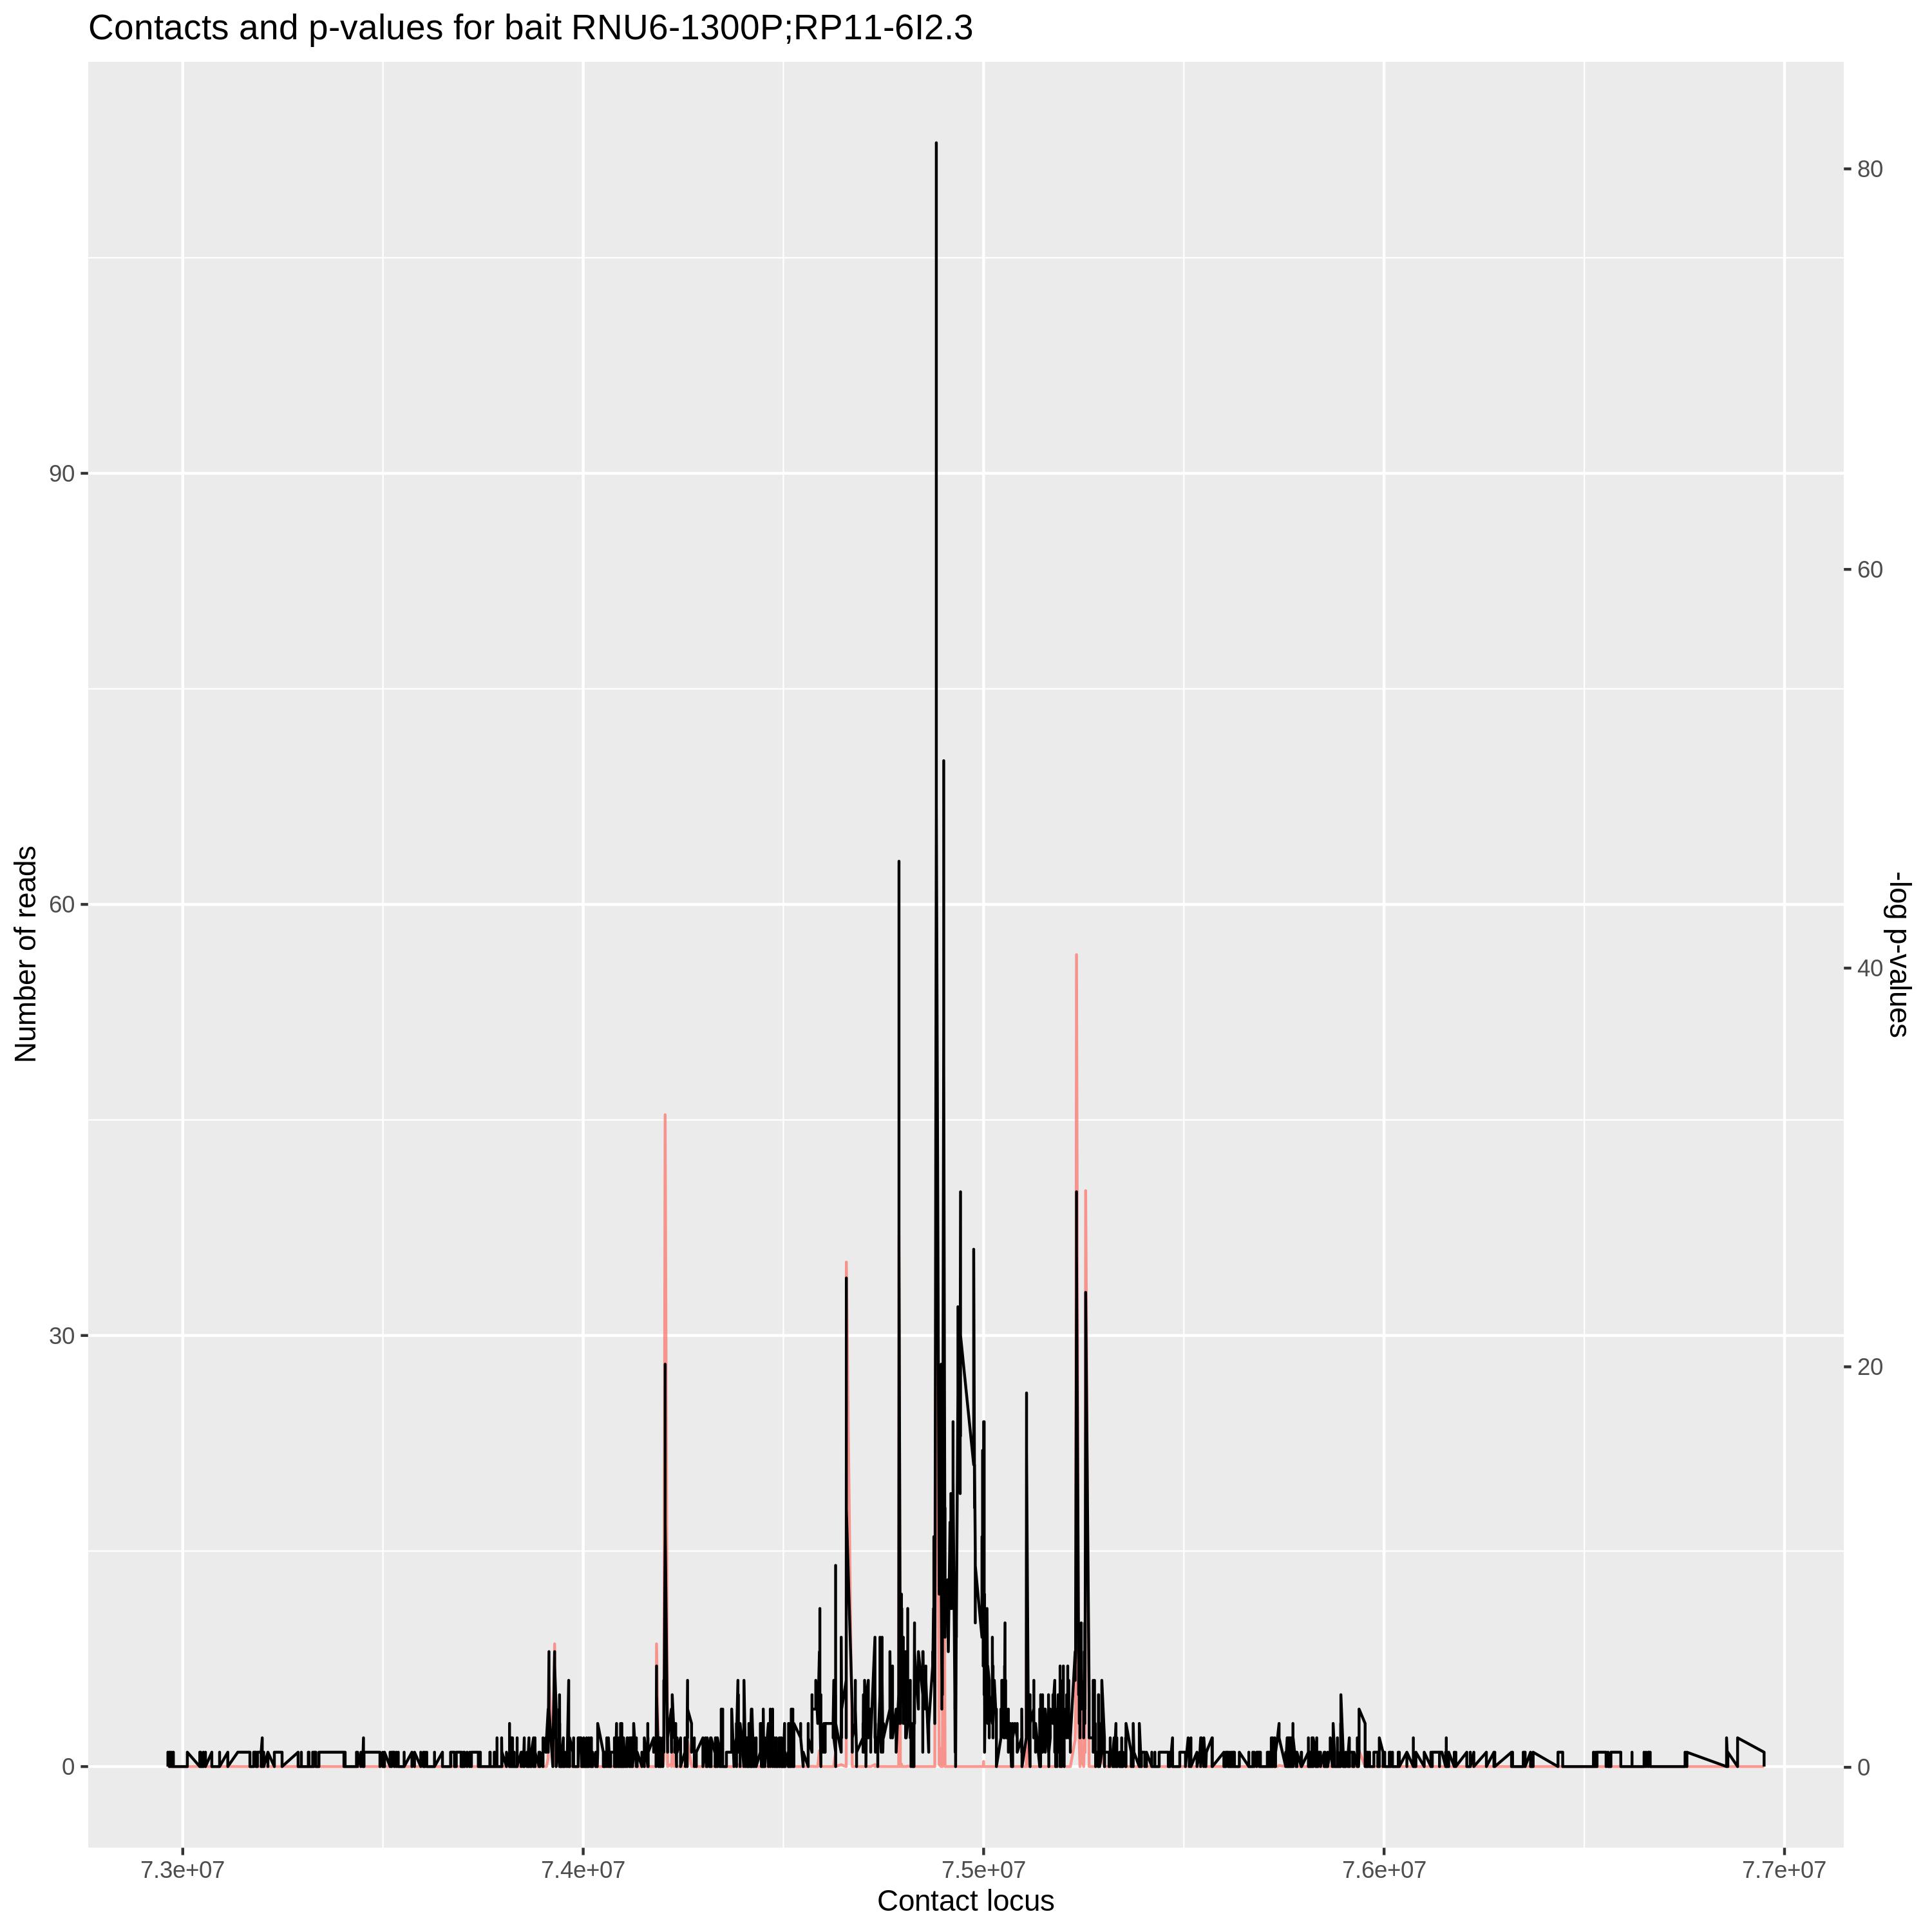 Contacts and p-values for bait RNU6-1300P;RP11-6I2.3
80
90
60
Number of reads
-log p-values
60
40
30
20
0
0
7.3e+07
7.4e+07
7.5e+07
7.6e+07
7.7e+07
Contact locus